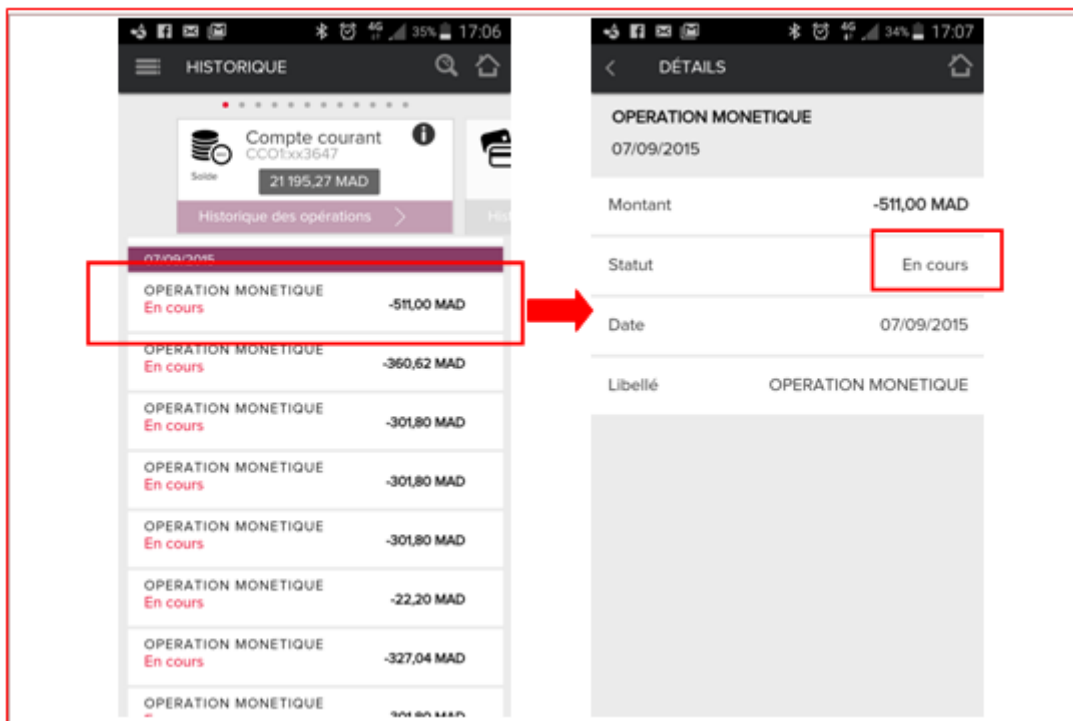 4G 35% 17:06
HISTORIQUE
Compte courant
CCO1:xx3647
Solde
21 195,27 MAD
Historique des opérations
07/09/2015
OPERATION MONETIQUE
En cours -511,00 MAD
OPERATION MONETIQUE
En cours -360,62 MAD
OPERATION MONETIQUE
En cours -301,80 MAD
OPERATION MONETIQUE
En cours -301,80 MAD
OPERATION MONETIQUE
En cours -301,80 MAD
OPERATION MONETIQUE
En cours -22,20 MAD
OPERATION MONETIQUE
En cours -327,04 MAD
OPERATION MONETIQUE
4G 34% 17:07
DÉTAILS
OPERATION MONETIQUE
07/09/2015
Montant -511,00 MAD
Statut En cours
Date 07/09/2015
Libellé OPERATION MONETIQUE